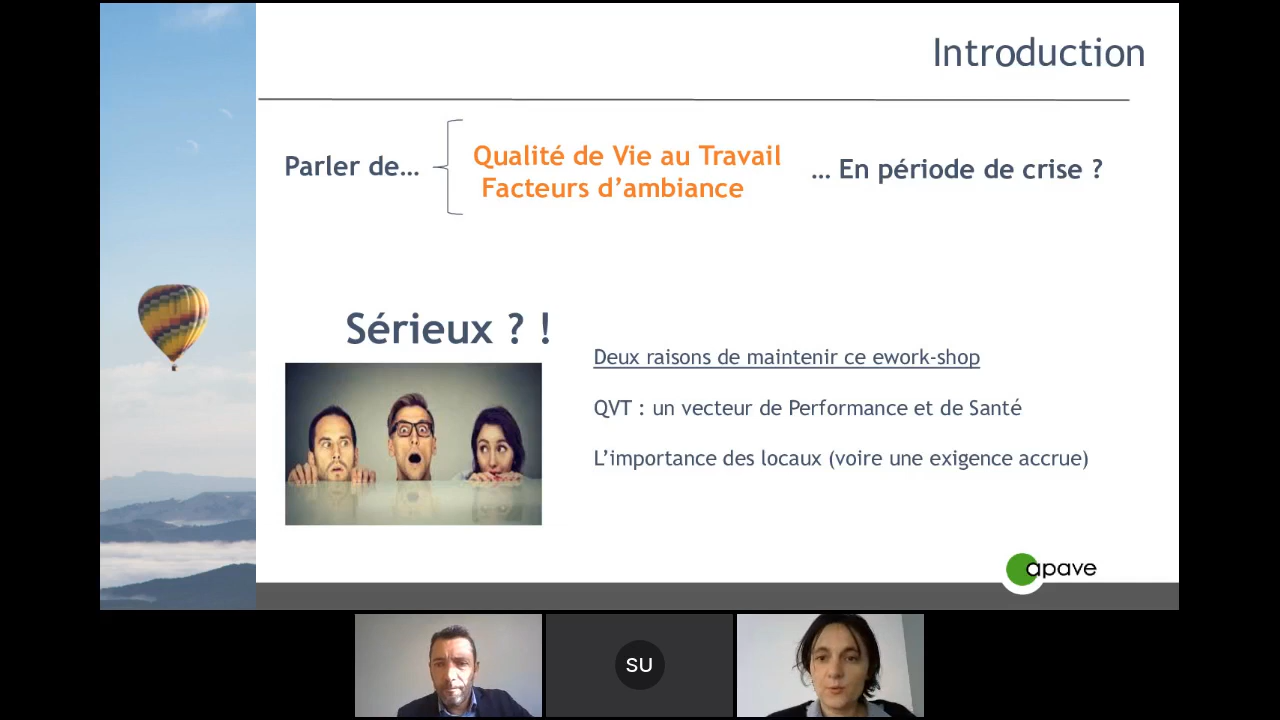 Introduction
Parler de…
Qualité de Vie au Travail
Facteurs d’ambiance
… En période de crise ?
Sérieux ? !
Deux raisons de maintenir ce ework-shop
QVT : un vecteur de Performance et de Santé
L’importance des locaux (voire une exigence accrue)
apave
SU